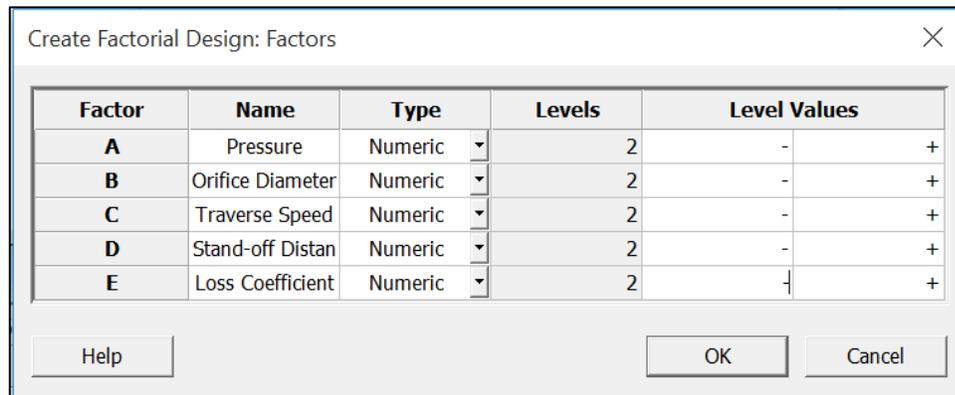 Create Factorial Design: Factors
Factor Name Type Levels Level Values
A Pressure Numeric 2 - +
B Orifice Diameter Numeric 2 - +
C Traverse Speed Numeric 2 - +
D Stand-off Distan Numeric 2 - +
E Loss Coefficient Numeric 2 - +
Help OK Cancel